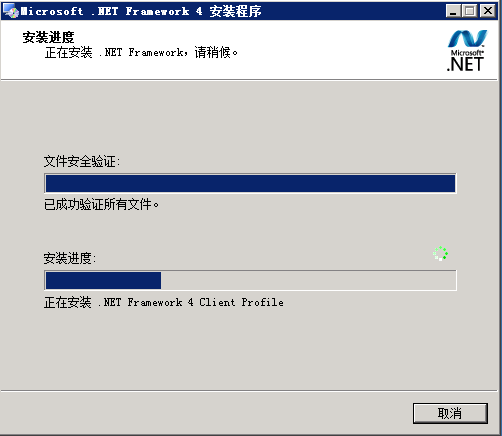 Microsoft .NET Framework 4 安装程序
安装进度
正在安装 .NET Framework，请稍候。
Microsoft®
.NET
文件安全验证:
已成功验证所有文件。
安装进度:
正在安装 .NET Framework 4 Client Profile
取消